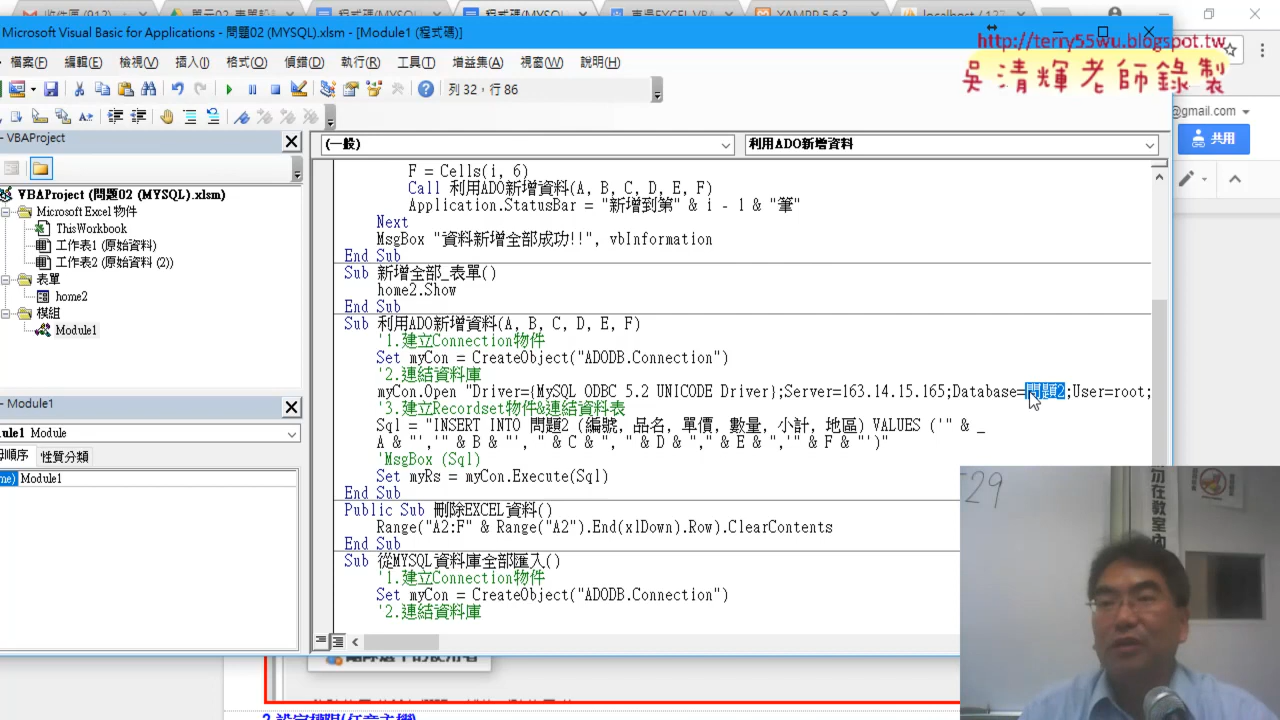 Microsoft Visual Basic for Applications - 問題02 (MYSQL).xlsm - [Module1 (程式碼)]
http://terry55wu.blogspot.tw
吳清輝老師錄製
檔案(F) 編輯(E) 檢視(V) 插入(I) 格式(O) 偵錯(D) 執行(R) 工具(T) 增益集(A) 視窗(W) 說明(H)
列 32，行 86
@gmail.com
共用
- VBAProject
(一般)
利用ADO新增資料
VBAProject (問題02 (MYSQL).xlsm)
Microsoft Excel 物件
ThisWorkbook
工作表1 (原始資料)
工作表2 (原始資料 (2))
表單
home2
模組
Module1
- Module1
Module1 Module
性質分類
Module1
F = Cells(i, 6)
Call 利用ADO新增資料(A, B, C, D, E, F)
Application.StatusBar = "新增到第" & i - 1 & "筆"
Next
MsgBox "資料新增全部成功!!", vbInformation
End Sub
Sub 新增全部_表單()
home2.Show
End Sub
Sub 利用ADO新增資料(A, B, C, D, E, F)
'1.建立Connection物件
Set myCon = CreateObject("ADODB.Connection")
'2.連結資料庫
myCon.Open "Driver={MySQL ODBC 5.2 UNICODE Driver};Server=163.14.15.165;Database=問題2;User=root;
'3.建立Recordset物件&連結資料表
Sql = "INSERT INTO 問題2 (編號, 品名, 單價, 數量, 小計, 地區) VALUES ('" & _
A & "','" & B & "', " & C & ", " & D & "," & E & ",'" & F & "')"
'MsgBox (Sql)
Set myRs = myCon.Execute(Sql)
End Sub
Public Sub 刪除EXCEL資料()
Range("A2:F" & Range("A2").End(xlDown).Row).ClearContents
End Sub
Sub 從MYSQL資料庫全部匯入()
'1.建立Connection物件
Set myCon = CreateObject("ADODB.Connection")
'2.連結資料庫
29
勿在教室內